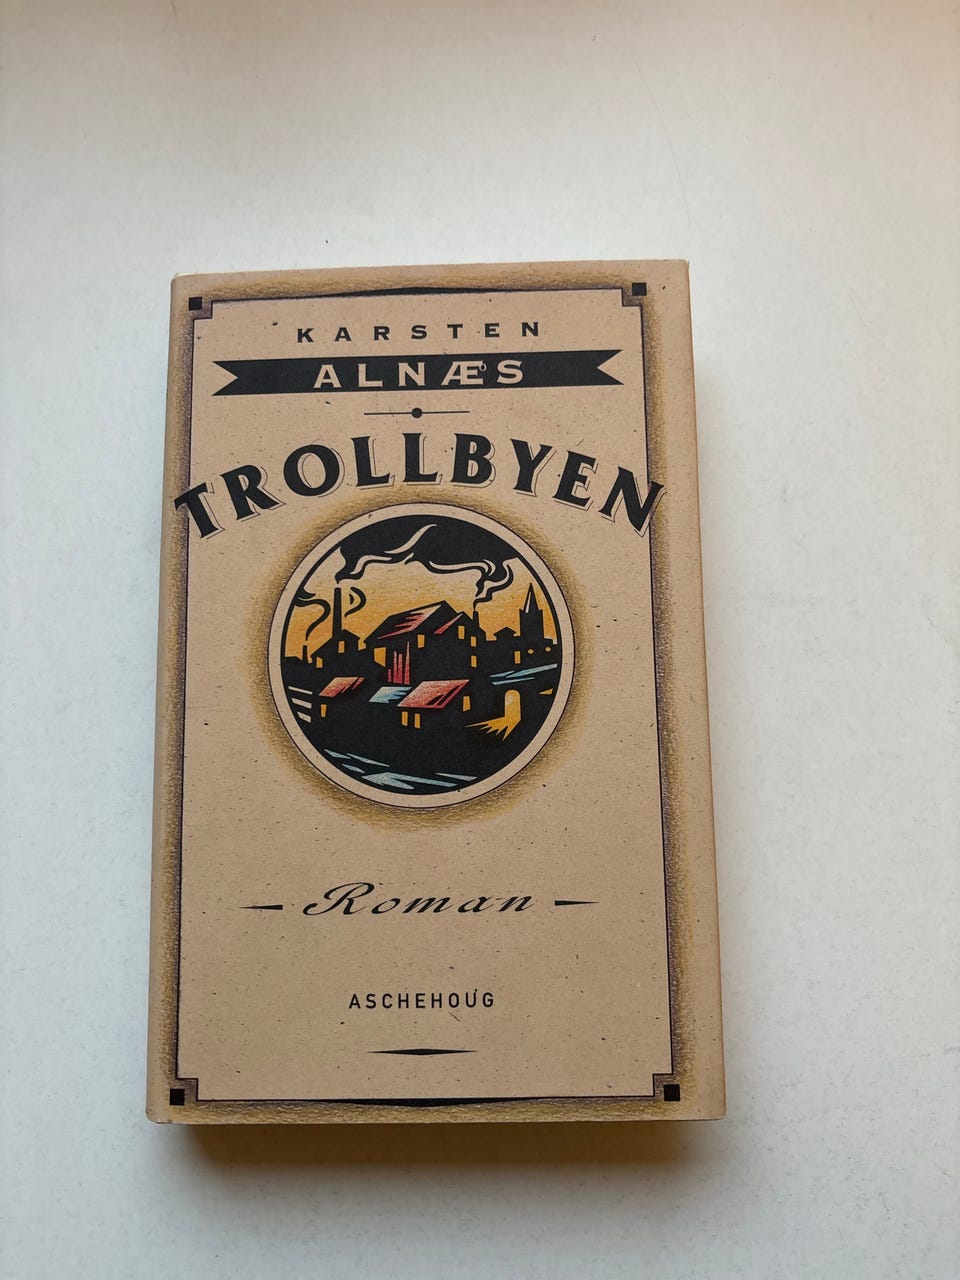 KARSTEN
ALNÆS
TROLLBYEN
Roman
ASCHEHOUG